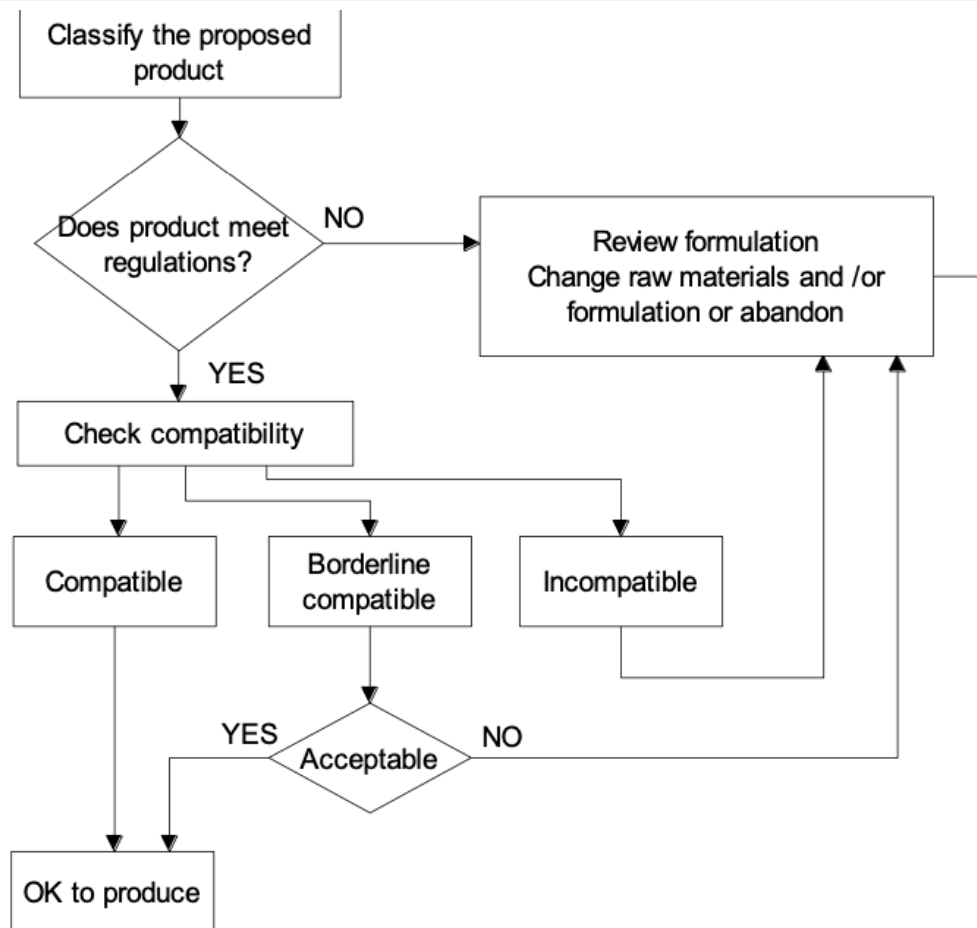 Classify the proposed
product
Does product meet
regulations?
NO
Review formulation
Change raw materials and /or
formulation or abandon
YES
Check compatibility
Compatible
Borderline
compatible
Incompatible
YES
Acceptable
NO
OK to produce